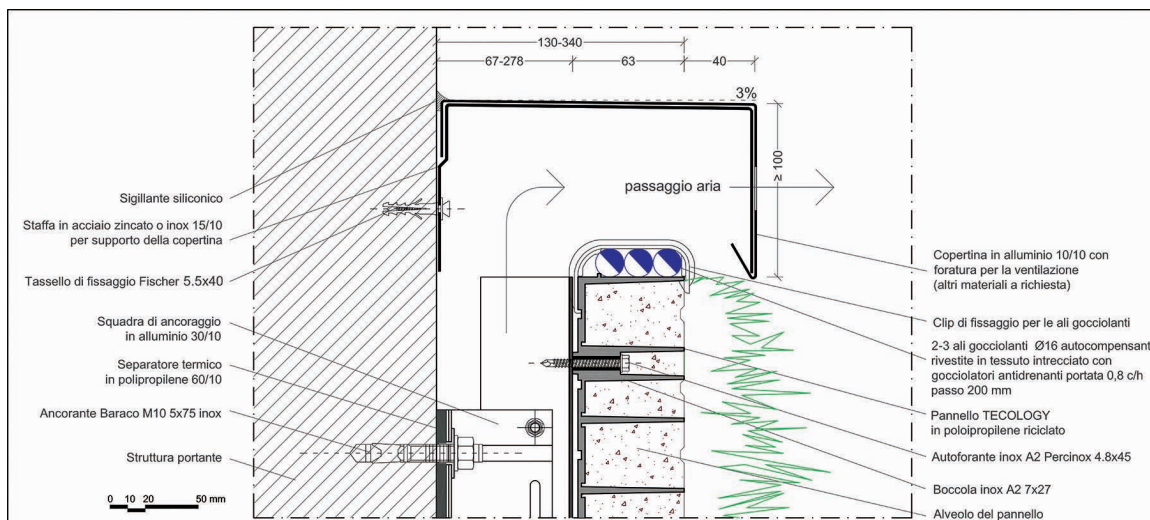 130-340
67-278
63
40
3%
≥ 100
passaggio aria
Sigillante siliconico
Staffa in acciaio zincato o inox 15/10
per supporto della copertina
Tassello di fissaggio Fischer 5.5x40
Squadra di ancoraggio
in alluminio 30/10
Separatore termico
in polipropilene 60/10
Ancorante Baraco M10 5x75 inox
Struttura portante
0 10 20 50 mm
Copertina in alluminio 10/10 con
foratura per la ventilazione
(altri materiali a richiesta)
Clip di fissaggio per le ali gocciolanti
2-3 ali gocciolanti Ø16 autocompensant
rivestite in tessuto intrecciato con
gocciolatori antidrenanti portata 0,8 c/h
passo 200 mm
Pannello TECOLOGY
in poloipropilene riciclato
Autoforante inox A2 Percinox 4.8x45
Boccola inox A2 7x27
Alveolo del pannello